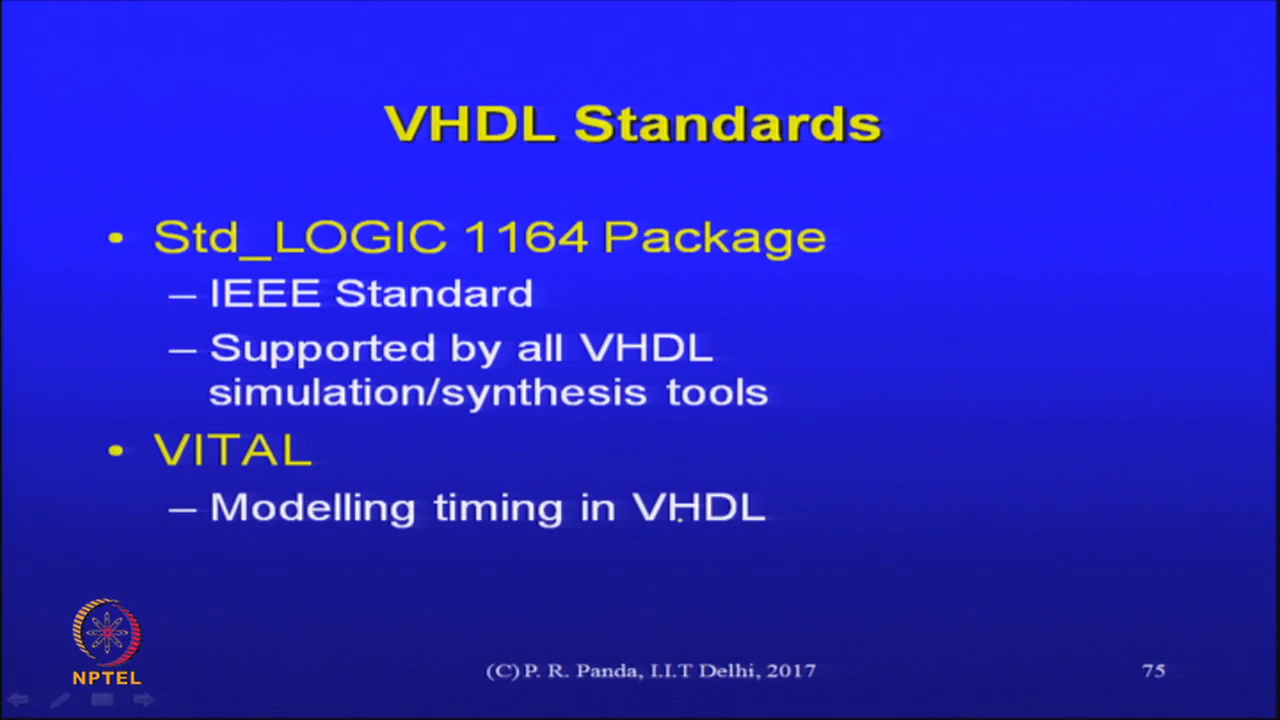 VHDL Standards
• Std_LOGIC 1164 Package
– IEEE Standard
– Supported by all VHDL
simulation/synthesis tools
• VITAL
– Modelling timing in VHDL
NPTEL
(C) P. R. Panda, I.I.T Delhi, 2017
75